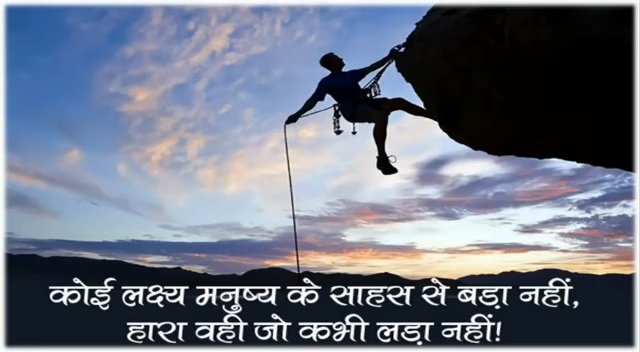 कोई लक्ष्य मनुष्य के साहस से बड़ा नहीं,
हारा वही जो कभी लड़ा नहीं!